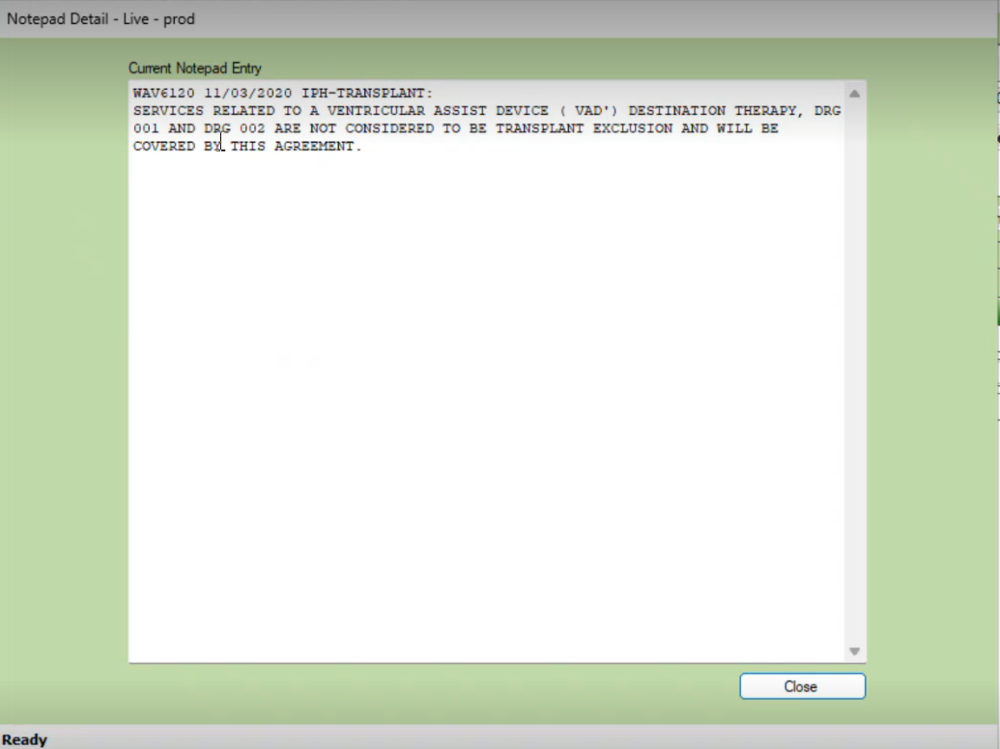 Notepad Detail - Live - prod
Current Notepad Entry
WAV6120 11/03/2020 IPH-TRANSPLANT:
SERVICES RELATED TO A VENTRICULAR ASSIST DEVICE ( VAD') DESTINATION THERAPY, DRG
001 AND DRG 002 ARE NOT CONSIDERED TO BE TRANSPLANT EXCLUSION AND WILL BE
COVERED BY THIS AGREEMENT.
Close
Ready